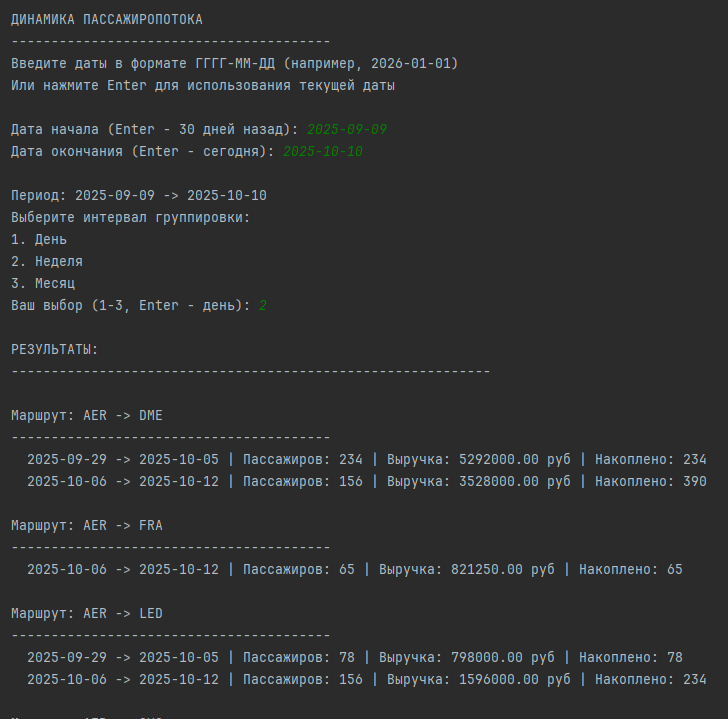 ДИНАМИКА ПАССАЖИРОПОТОКА
----------------------------------------
Введите даты в формате ГГГГ-ММ-ДД (например, 2026-01-01)
Или нажмите Enter для использования текущей даты
Дата начала (Enter - 30 дней назад): 2025-09-09
Дата окончания (Enter - сегодня): 2025-10-10
Период: 2025-09-09 -> 2025-10-10
Выберите интервал группировки:
1. День
2. Неделя
3. Месяц
Ваш выбор (1-3, Enter - день): 2
РЕЗУЛЬТАТЫ:
------------------------------------------------------------
Маршрут: AER -> DME
----------------------------------------
2025-09-29 -> 2025-10-05 | Пассажиров: 234 | Выручка: 5292000.00 руб | Накоплено: 234
2025-10-06 -> 2025-10-12 | Пассажиров: 156 | Выручка: 3528000.00 руб | Накоплено: 390
Маршрут: AER -> FRA
----------------------------------------
2025-10-06 -> 2025-10-12 | Пассажиров: 65 | Выручка: 821250.00 руб | Накоплено: 65
Маршрут: AER -> LED
----------------------------------------
2025-09-29 -> 2025-10-05 | Пассажиров: 78 | Выручка: 798000.00 руб | Накоплено: 78
2025-10-06 -> 2025-10-12 | Пассажиров: 156 | Выручка: 1596000.00 руб | Накоплено: 234